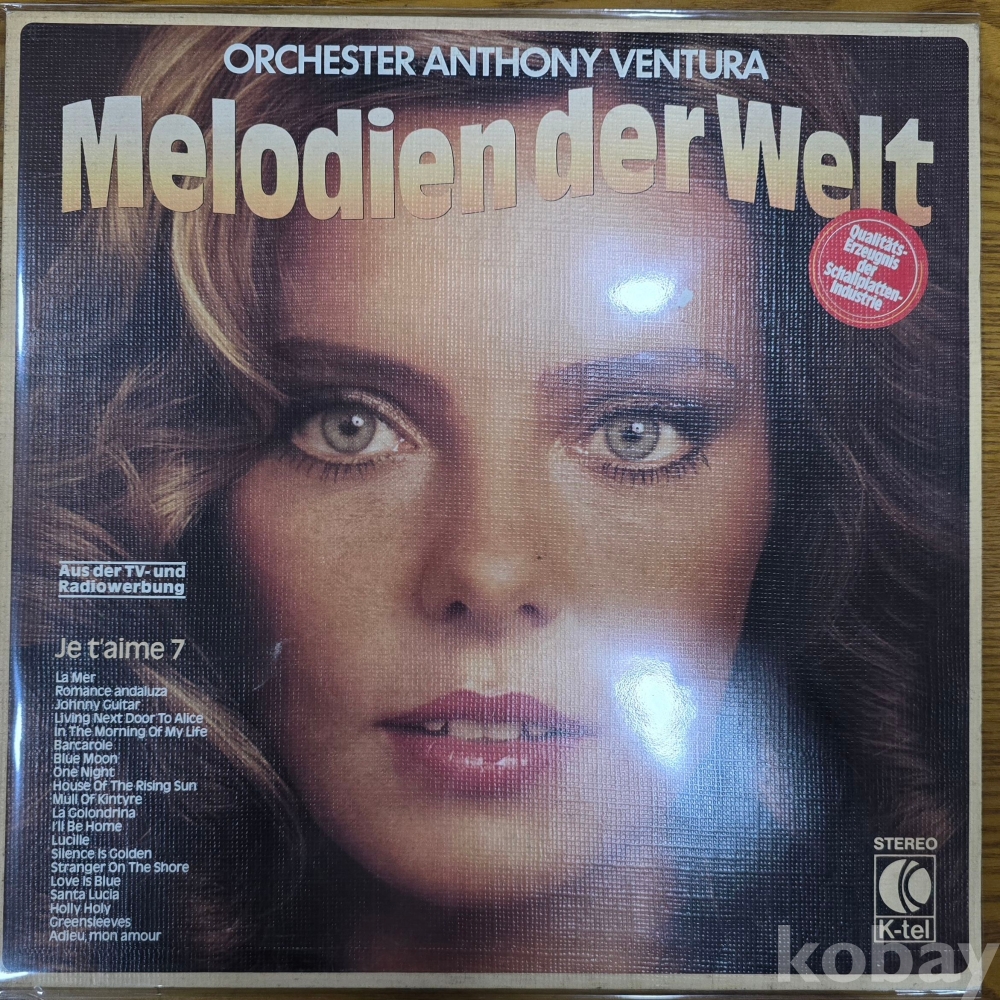 ORCHESTER ANTHONY VENTURA
Melodien der Welt
Qualitäts-
Erzeugnis
der
Schallplatten-
Industrie
Aus der TV- und
Radiowerbung
Je t'aime 7
La Mer
Romance andaluza
Johnny Guitar
Living Next Door To Alice
In The Morning Of My Life
Barcarole
Blue Moon
One Night
House Of The Rising Sun
Mull Of Kintyre
La Golondrina
I'll Be Home
Lucille
Silence Is Golden
Stranger On The Shore
Love Is Blue
Santa Lucia
Holly Holy
Greensleeves
Adieu, mon amour
STEREO
K-tel
kobay